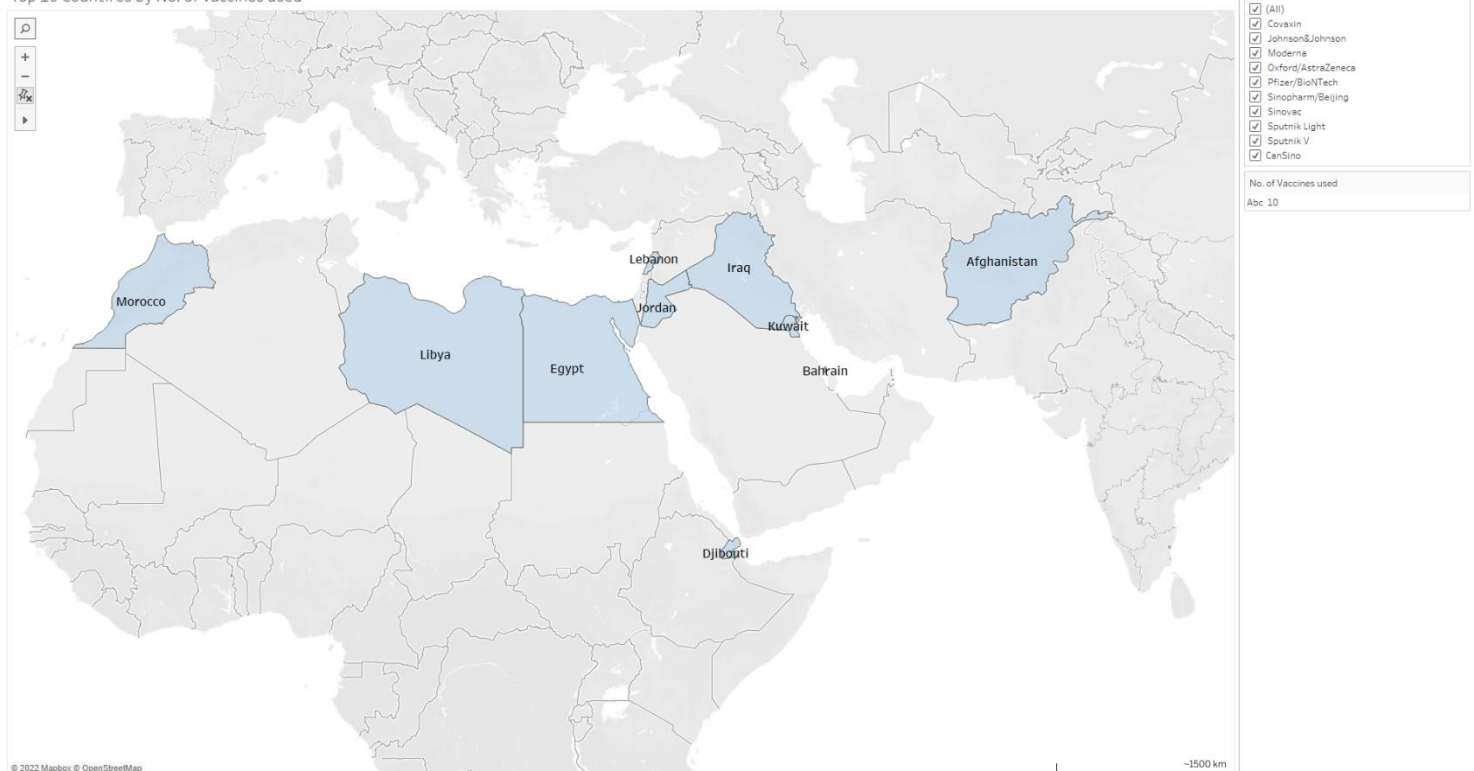 Top 10 Countires by No. of Vaccines used
(All)
Covaxin
Johnson&Johnson
Moderna
Oxford/AstraZeneca
Pfizer/BioNTech
Sinopharm/Beijing
Sinovac
Sputnik Light
Sputnik V
CanSino
No. of Vaccines used
Abc 10
Lebanon
Iraq
Afghanistan
Morocco
Jordan
Kuwait
Libya
Egypt
Bahrain
Djibouti
© 2022 Mapbox © OpenStreetMap
~1500 km